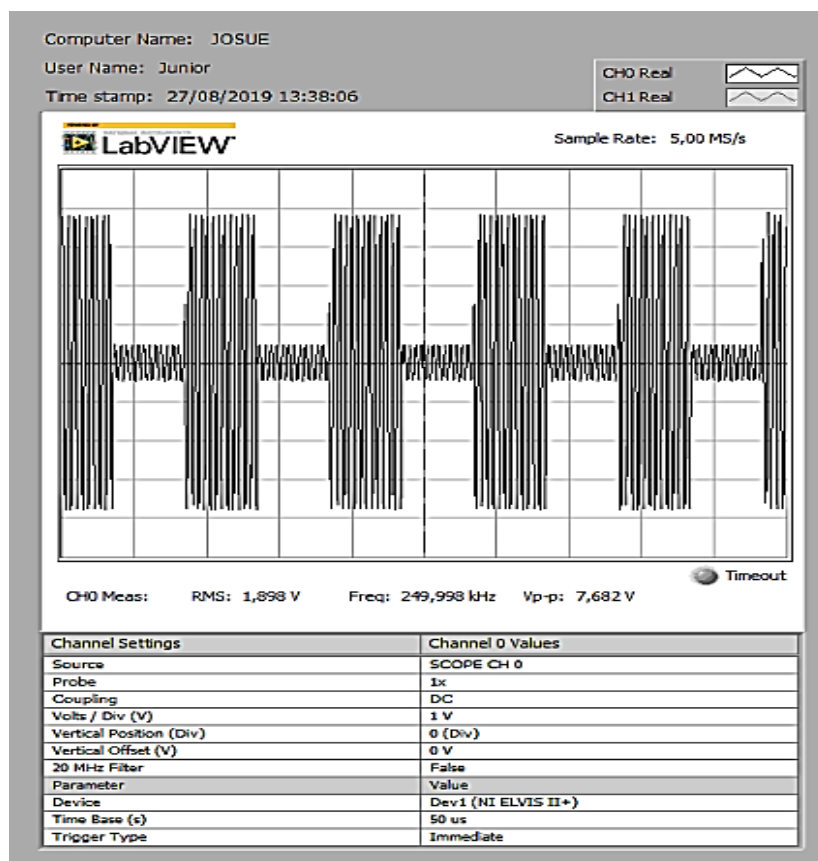 Computer Name: JOSUE
User Name: Junior
Time stamp: 27/08/2019 13:38:06
CH0 Real
CH1 Real
LabVIEW
Sample Rate: 5,00 MS/s
Timeout
CH0 Meas: RMS: 1,898 V Freq: 249,998 kHz Vp-p: 7,682 V
Channel Settings Channel 0 Values
Source SCOPE CH 0
Probe 1x
Coupling DC
Volts / Div (V) 1 V
Vertical Position (Div) 0 (Div)
Vertical Offset (V) 0 V
20 MHz Filter False
Parameter Value
Device Dev1 (NI ELVIS II+)
Time Base (s) 50 us
Trigger Type Immediate